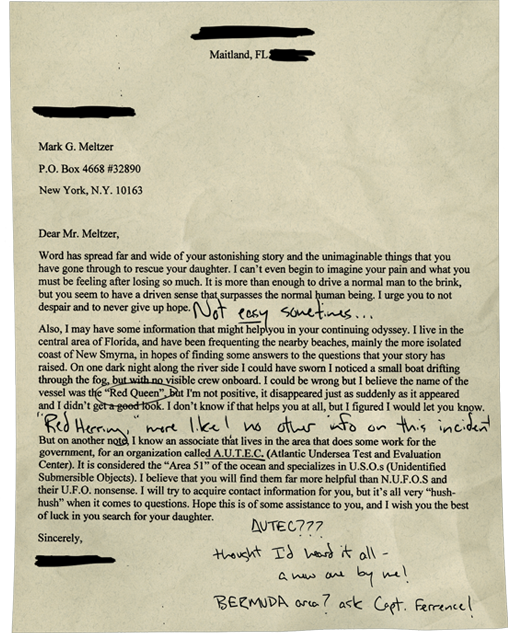 Maitland, FL
Mark G. Meltzer
P.O. Box 4668 #32890
New York, N.Y. 10163
Dear Mr. Meltzer,
Word has spread far and wide of your astonishing story and the unimaginable things that you
have gone through to rescue your daughter. I can't even begin to imagine your pain and what you
must be feeling after losing so much. It is more than enough to drive a normal man to the brink,
but you seem to have a driven sense that surpasses the normal human being. I urge you to not
despair and to never give up hope. Not easy sometimes...
Also, I may have some information that might help you in your continuing odyssey. I live in the
central area of Florida, and have been frequenting the nearby beaches, mainly the more isolated
coast of New Smyrna, in hopes of finding some answers to the questions that your story has
raised. On one dark night along the river side I could have sworn I noticed a small boat drifting
through the fog, but with no visible crew onboard. I could be wrong but I believe the name of the
vessel was the "Red Queen", but I'm not positive, it disappeared just as suddenly as it appeared
and I didn't get a good look. I don't know if that helps you at all, but I figured I would let you know.
"Red Herring" more like! no other info on this incident
But on another note, I know an associate that lives in the area that does some work for the
government, for an organization called A.U.T.E.C. (Atlantic Undersea Test and Evaluation
Center). It is considered the "Area 51" of the ocean and specializes in U.S.O.s (Unidentified
Submersible Objects). I believe that you will find them far more helpful than N.U.F.O.S and
their U.F.O. nonsense. I will try to acquire contact information for you, but it's all very "hush-
hush" when it comes to questions. Hope this is of some assistance to you, and I wish you the best
of luck in you search for your daughter.
AUTEC???
Sincerely,
thought I'd heard it all -
a new one by me!
BERMUDA area? ask Capt. Ferrence!